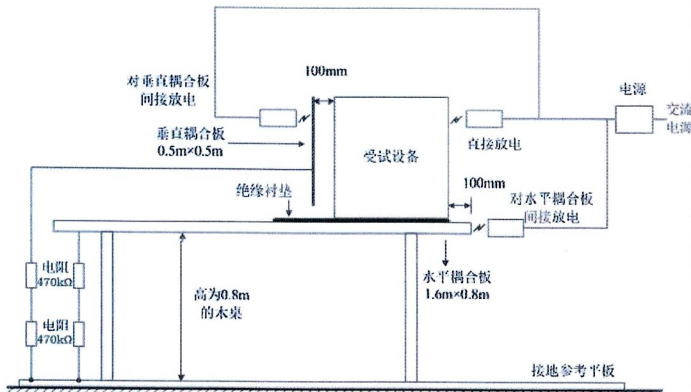 100mm
对垂直耦合板
间接放电
电源
交流
电源
垂直耦合板
0.5m×0.5m
受试设备
直接放电
100mm
绝缘衬垫
对水平耦合板
间接放电
电阻
470kΩ
高为0.8m
的木桌
水平耦合板
1.6m×0.8m
电阻
470kΩ
接地参考平板